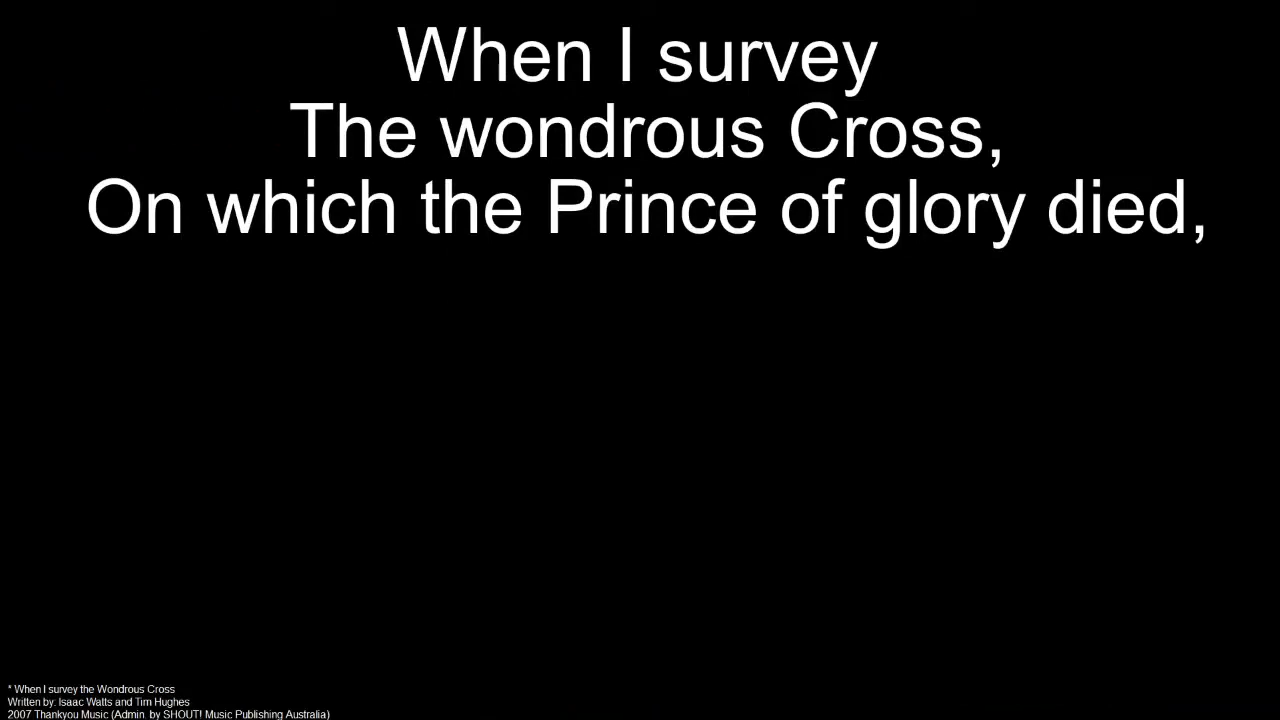 When I survey
The wondrous Cross,
On which the Prince of glory died,
* When I survey the Wondrous Cross
Written by: Isaac Watts and Tim Hughes
2007 Thankyou Music (Admin. by SHOUT! Music Publishing Australia)